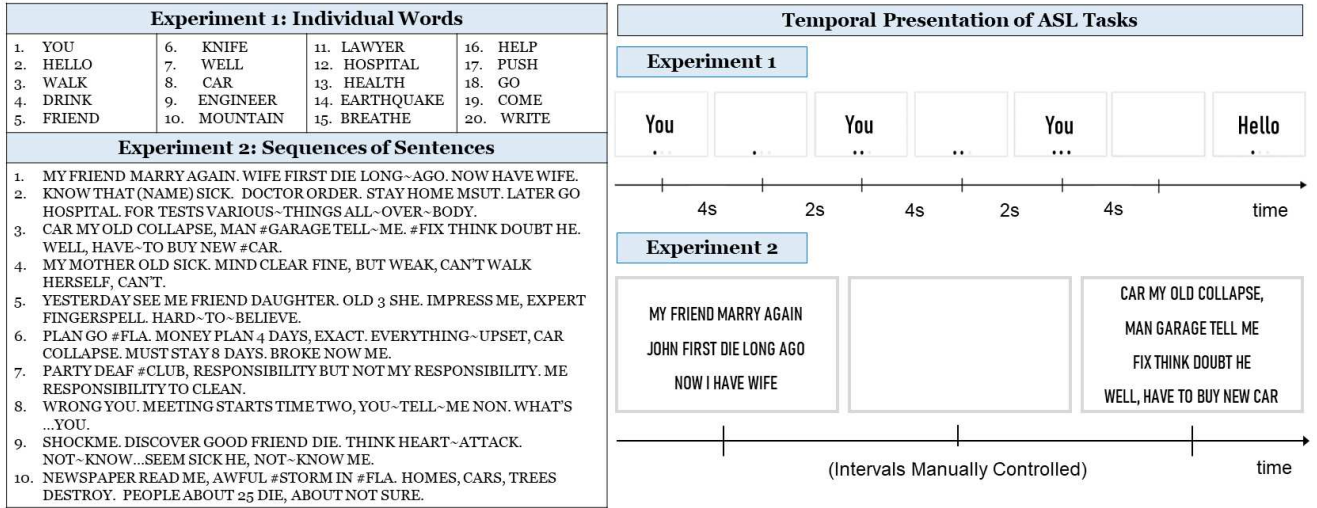 Experiment 1: Individual Words
1. YOU
2. HELLO
3. WALK
4. DRINK
5. FRIEND
6. KNIFE
7. WELL
8. CAR
9. ENGINEER
10. MOUNTAIN
11. LAWYER
12. HOSPITAL
13. HEALTH
14. EARTHQUAKE
15. BREATHE
16. HELP
17. PUSH
18. GO
19. COME
20. WRITE
Experiment 2: Sequences of Sentences
1. MY FRIEND MARRY AGAIN. WIFE FIRST DIE LONG~AGO. NOW HAVE WIFE.
2. KNOW THAT (NAME) SICK. DOCTOR ORDER. STAY HOME MSUT. LATER GO
HOSPITAL. FOR TESTS VARIOUS~THINGS ALL~OVER~BODY.
3. CAR MY OLD COLLAPSE, MAN #GARAGE TELL~ME. #FIX THINK DOUBT HE.
WELL, HAVE~TO BUY NEW #CAR.
4. MY MOTHER OLD SICK. MIND CLEAR FINE, BUT WEAK, CAN'T WALK
HERSELF, CAN'T.
5. YESTERDAY SEE ME FRIEND DAUGHTER. OLD 3 SHE. IMPRESS ME, EXPERT
FINGERSPELL. HARD~TO~BELIEVE.
6. PLAN GO #FLA. MONEY PLAN 4 DAYS, EXACT. EVERYTHING~UPSET, CAR
COLLAPSE. MUST STAY 8 DAYS. BROKE NOW ME.
7. PARTY DEAF #CLUB, RESPONSIBILITY BUT NOT MY RESPONSIBILITY. ME
RESPONSIBILITY TO CLEAN.
8. WRONG YOU. MEETING STARTS TIME TWO, YOU~TELL~ME NON. WHAT'S
...YOU.
9. SHOCKME. DISCOVER GOOD FRIEND DIE. THINK HEART~ATTACK.
NOT~KNOW...SEEM SICK HE, NOT~KNOW ME.
10. NEWSPAPER READ ME, AWFUL #STORM IN #FLA. HOMES, CARS, TREES
DESTROY. PEOPLE ABOUT 25 DIE, ABOUT NOT SURE.
Temporal Presentation of ASL Tasks
Experiment 1
You You You Hello
4s 2s 4s 2s 4s time
Experiment 2
MY FRIEND MARRY AGAIN
JOHN FIRST DIE LONG AGO
NOW I HAVE WIFE
CAR MY OLD COLLAPSE,
MAN GARAGE TELL ME
FIX THINK DOUBT HE
WELL, HAVE TO BUY NEW CAR
(Intervals Manually Controlled) time